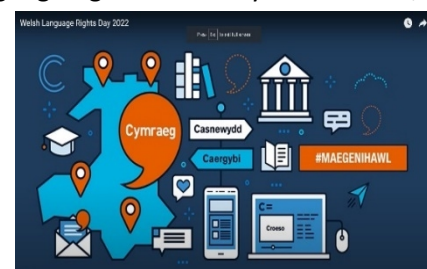 Welsh Language Rights Day 2022
Cymraeg
Casnewydd
Caergybi
#MAEGENIHAWL
C=
Croeso